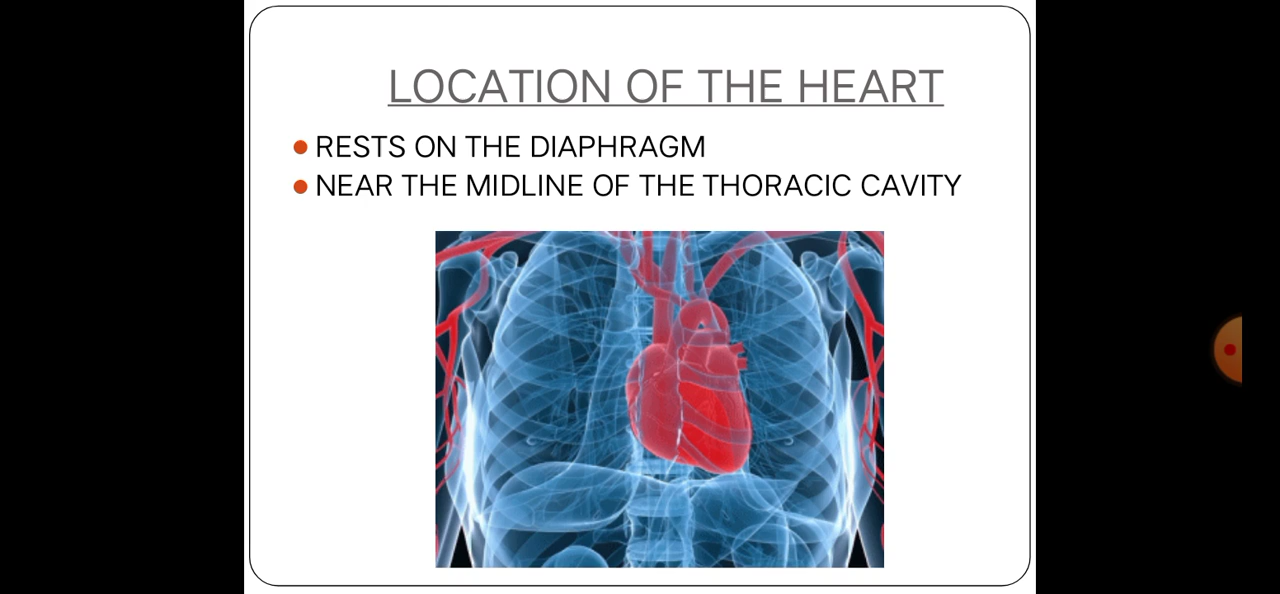 LOCATION OF THE HEART
RESTS ON THE DIAPHRAGM
NEAR THE MIDLINE OF THE THORACIC CAVITY